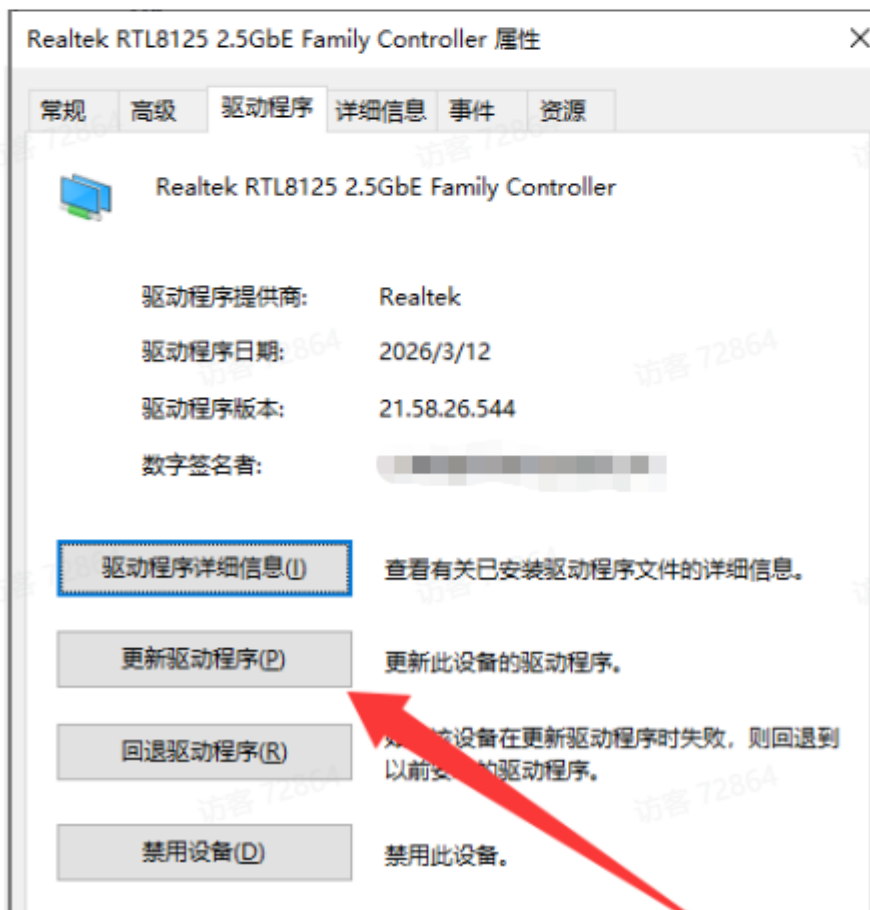 Realtek RTL8125 2.5GbE Family Controller 属性
常规 高级 驱动程序 详细信息 事件 资源
Realtek RTL8125 2.5GbE Family Controller
驱动程序提供商: Realtek
驱动程序日期: 2026/3/12
驱动程序版本: 21.58.26.544
数字签名者:
驱动程序详细信息(I) 查看有关已安装驱动程序文件的详细信息。
更新驱动程序(P) 更新此设备的驱动程序。
回退驱动程序(R) 设备在更新驱动程序时失败，则回退到
以前 的驱动程序。
禁用设备(D) 禁用此设备。
访客 72864